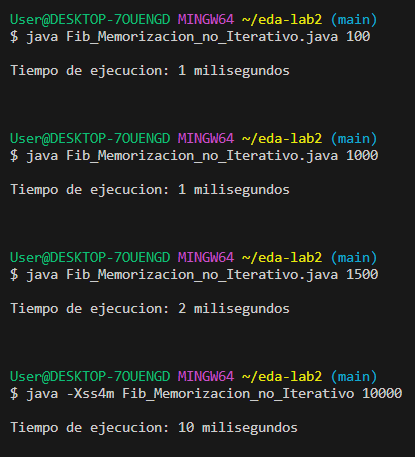 User@DESKTOP-7OUENGD MINGW64 ~/eda-lab2 (main)
$ java Fib_Memorizacion_no_Iterativo.java 100
Tiempo de ejecucion: 1 milisegundos
User@DESKTOP-7OUENGD MINGW64 ~/eda-lab2 (main)
$ java Fib_Memorizacion_no_Iterativo.java 1000
Tiempo de ejecucion: 1 milisegundos
User@DESKTOP-7OUENGD MINGW64 ~/eda-lab2 (main)
$ java Fib_Memorizacion_no_Iterativo.java 1500
Tiempo de ejecucion: 2 milisegundos
User@DESKTOP-7OUENGD MINGW64 ~/eda-lab2 (main)
$ java -Xss4m Fib_Memorizacion_no_Iterativo 10000
Tiempo de ejecucion: 10 milisegundos